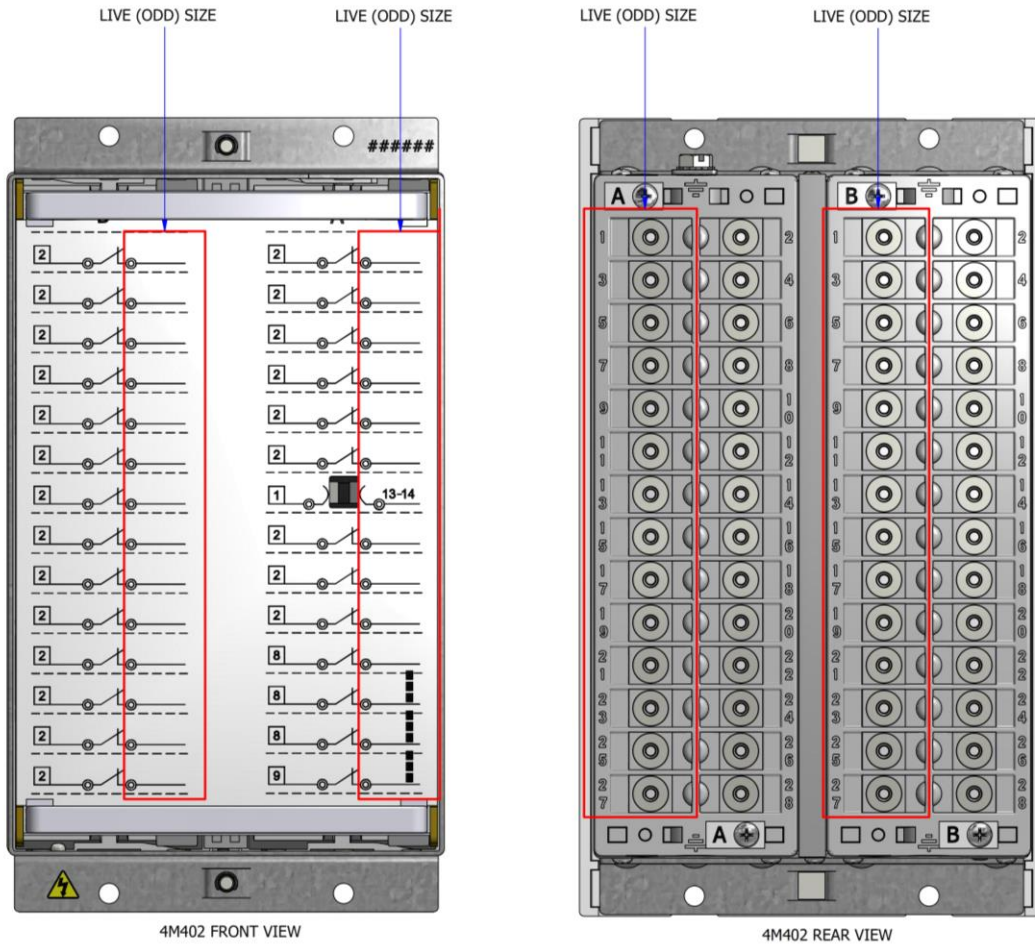 LIVE (ODD) SIZE
LIVE (ODD) SIZE
######
2 2
2 2
2 2
2 2
2 2
2 2
2 1 13-14
2 2
2 2
2 2
2 8
2 8
2 8
2 9
4M402 FRONT VIEW
LIVE (ODD) SIZE
LIVE (ODD) SIZE
A B
1 2 1 2
3 4 3 4
5 6 5 6
7 8 7 8
9 10 9 10
11 12 11 12
13 14 13 14
15 16 15 16
17 18 17 18
19 20 19 20
21 22 21 22
23 24 23 24
25 26 25 26
27 28 27 28
A B
4M402 REAR VIEW